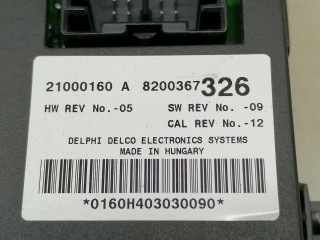 21000160 A 8200367326
HW REV No.-05 SW REV No. -09
CAL REV No.-12
DELPHI DELCO ELECTRONICS SYSTEMS
MADE IN HUNGARY
*0160H403030090*